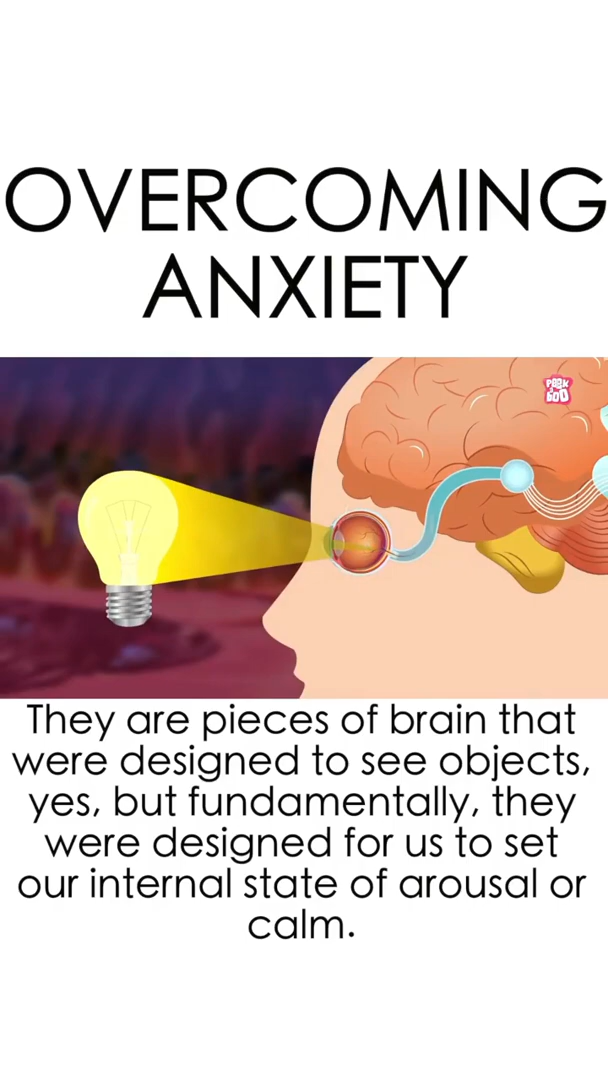 OVERCOMING
ANXIETY
PEEK
A
BOO
They are pieces of brain that
were designed to see objects,
yes, but fundamentally, they
were designed for us to set
our internal state of arousal or
calm.